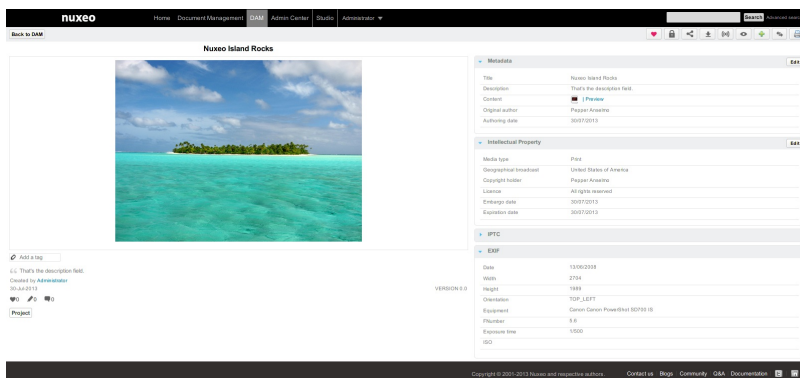 nuxeo Home Document Management DAM Admin Center Studio Administrator Search Advanced search
Back to DAM
Nuxeo Island Rocks
Metadata Edit
Title Nuxeo Island Rocks
Description That's the description field.
Content | Preview
Original author Pepper Anselmo
Authoring date 30/07/2013
Intellectual Property Edit
Media type Print
Geographical broadcast United States of America
Copyright holder Pepper Anselmo
Licence All rights reserved
Embargo date 30/07/2013
Expiration date 30/07/2013
IPTC
EXIF
Add a tag
That's the description field.
Created by Administrator
30-Jul-2013 VERSION 0.0
0 0 0
Project
Date 13/06/2008
Width 2704
Height 1989
Orientation TOP_LEFT
Equipment Canon Canon PowerShot SD700 IS
FNumber
Exposure time 1/500
ISO
Copyright © 2001-2013 Nuxeo and respective authors. Contact us Blogs Community Q&A Documentation